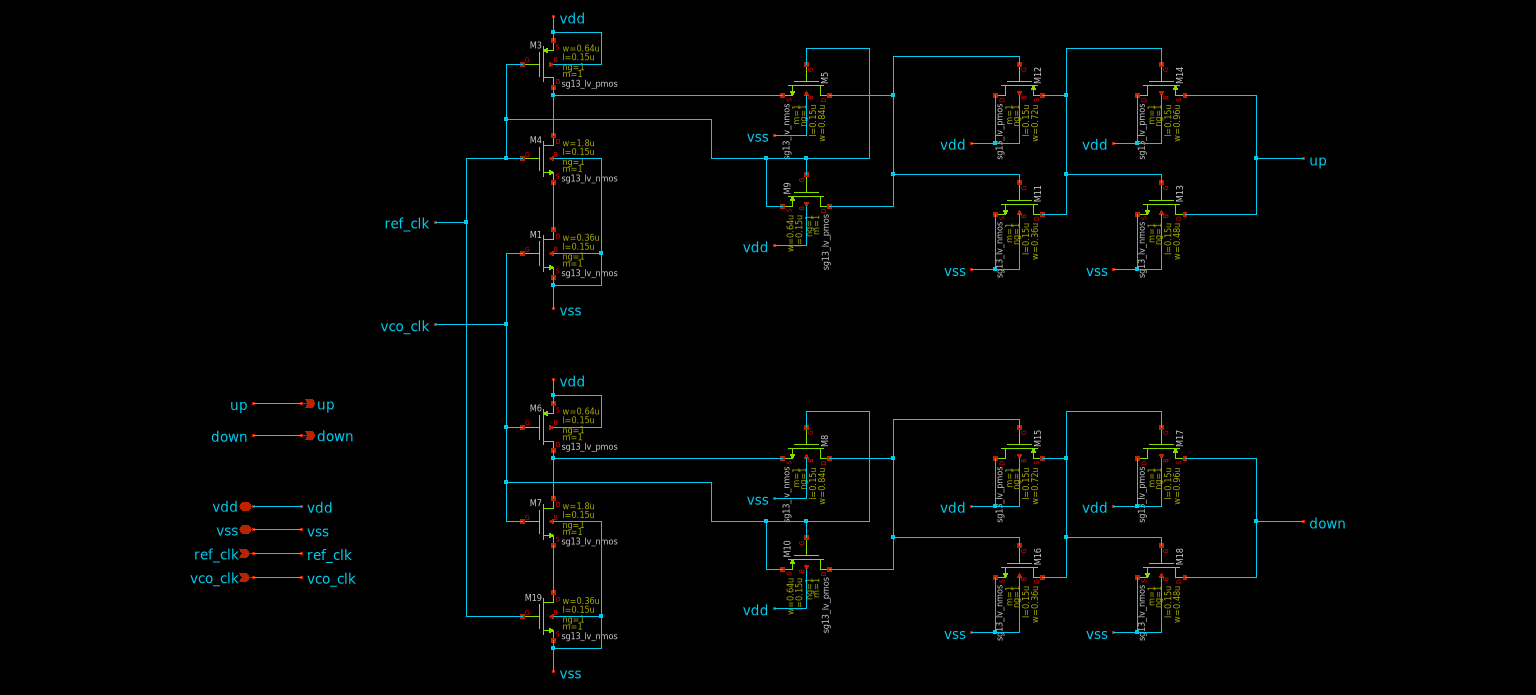 vdd
M3
w=0.64u
l=0.15u
ng=1
m=1
sg13_lv_pmos
M4
w=1.8u
l=0.15u
ng=1
m=1
sg13_lv_nmos
M1
w=0.36u
l=0.15u
ng=1
m=1
sg13_lv_nmos
vss
ref_clk
vco_clk
M5
sg13_lv_nmos
m=1
ng=1
l=0.15u
w=0.84u
vss
M9
w=0.64u
l=0.15u
ng=1
m=1
sg13_lv_pmos
vdd
M12
sg13_lv_pmos
m=1
ng=1
l=0.15u
w=0.72u
vdd
M14
sg13_lv_pmos
m=1
ng=1
l=0.15u
w=0.96u
vdd
M11
sg13_lv_nmos
m=1
ng=1
l=0.15u
w=0.36u
vss
M13
sg13_lv_nmos
m=1
ng=1
l=0.15u
w=0.48u
vss
up
vdd
M6
w=0.64u
l=0.15u
ng=1
m=1
sg13_lv_pmos
M7
w=1.8u
l=0.15u
ng=1
m=1
sg13_lv_nmos
M19
w=0.36u
l=0.15u
ng=1
m=1
sg13_lv_nmos
vss
M8
sg13_lv_nmos
m=1
ng=1
l=0.15u
w=0.84u
vss
M10
w=0.64u
l=0.15u
ng=1
m=1
sg13_lv_pmos
vdd
M15
sg13_lv_pmos
m=1
ng=1
l=0.15u
w=0.72u
vdd
M17
sg13_lv_pmos
m=1
ng=1
l=0.15u
w=0.96u
vdd
M16
sg13_lv_nmos
m=1
ng=1
l=0.15u
w=0.36u
vss
M18
sg13_lv_nmos
m=1
ng=1
l=0.15u
w=0.48u
vss
down
up up
down down
vdd vdd
vss vss
ref_clk ref_clk
vco_clk vco_clk